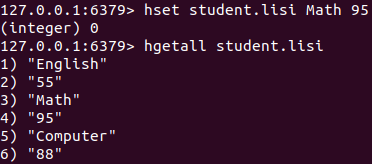 127.0.0.1:6379> hset student.lisi Math 95
(integer) 0
127.0.0.1:6379> hgetall student.lisi
1) "English"
2) "55"
3) "Math"
4) "95"
5) "Computer"
6) "88"